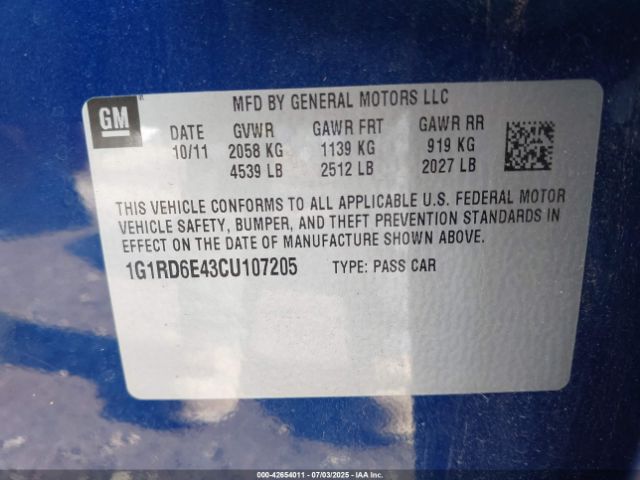 MFD BY GENERAL MOTORS LLC
GM
DATE GVWR GAWR FRT GAWR RR
10/11 2058 KG 1139 KG 919 KG
4539 LB 2512 LB 2027 LB
THIS VEHICLE CONFORMS TO ALL APPLICABLE U.S. FEDERAL MOTOR
VEHICLE SAFETY, BUMPER, AND THEFT PREVENTION STANDARDS IN
EFFECT ON THE DATE OF MANUFACTURE SHOWN ABOVE.
1G1RD6E43CU107205 TYPE: PASS CAR
000-42654011 - 07/03/2025 - IAAI.COM